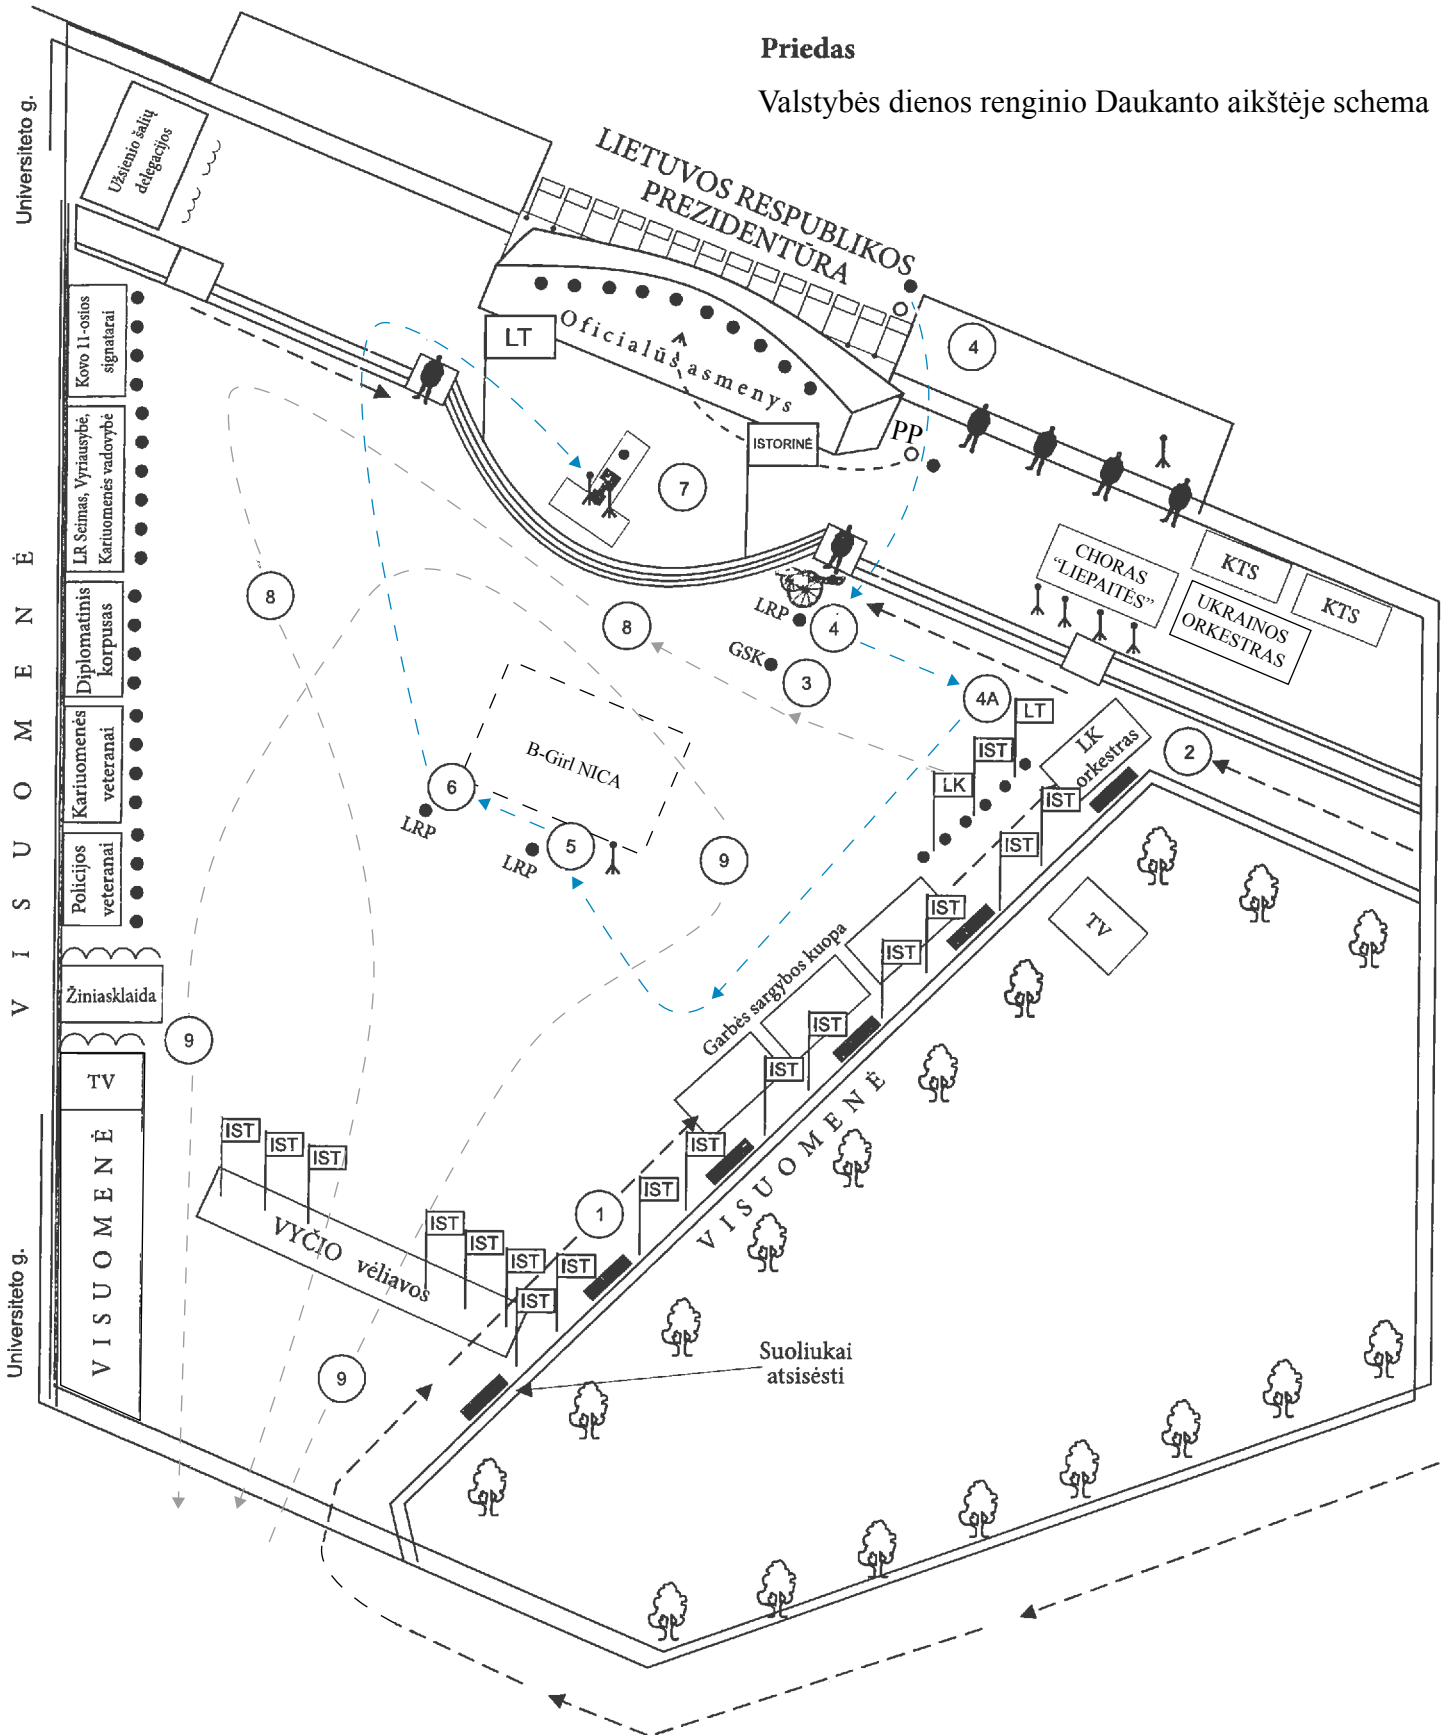 Priedas
Valstybės dienos renginio Daukanto aikštėje schema
Universiteto g.
Užsienio šalių
delegacijos
LIETUVOS RESPUBLIKOS
PREZIDENTŪRA
Oficialūs asmenys
LT
ISTORINĖ
PP
4
7
Kovo 11-osios
signatarai
LR Seimas, Vyriausybė,
Kariuomenės vadovybė
Diplomatinis
korpusas
Kariuomenės
veteranai
Policijos
veteranai
Žiniasklaida
TV
VISUOMENĖ
VISUOMENĖ
Universiteto g.
CHORAS
“LIEPAITĖS”
KTS
KTS
UKRAINOS
ORKESTRAS
8
8
LRP
4
GSK
3
4A
LT
IST
LK
LK
orkestras
2
B-Girl NICA
6
LRP
5
LRP
9
IST
IST
IST
IST
TV
Garbės sargybos kuopa
IST
IST
9
VISUOMENĖ
IST
IST
1
IST
IST
IST
IST
IST
IST
IST
IST
VYČIO vėliavos
9
Suoliukai
atsisėsti